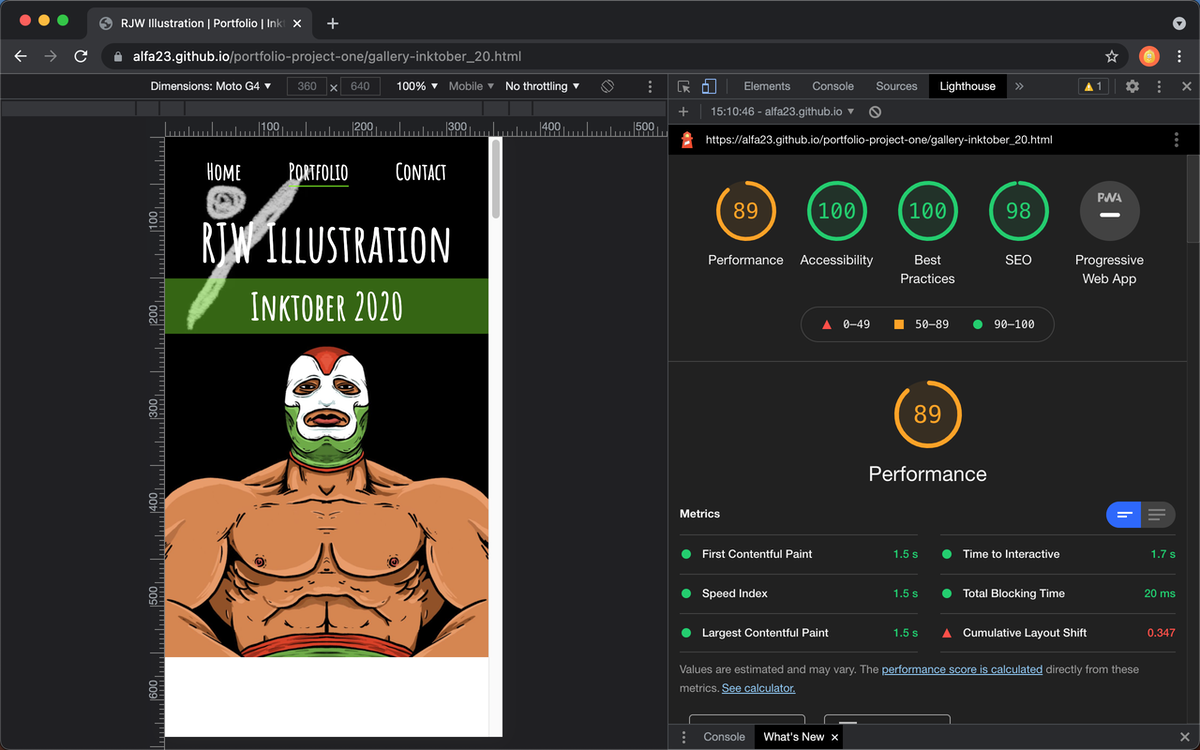 RJW Illustration | Portfolio | Ink
alfa23.github.io/portfolio-project-one/gallery-inktober_20.html
Dimensions: Moto G4 ▼ 360 x 640 100% ▼ Mobile ▼ No throttling ▼
Elements Console Sources Lighthouse » 1
15:10:46 - alfa23.github.io ▼
https://alfa23.github.io/portfolio-project-one/gallery-inktober_20.html
100 200 300 400 500
100
200
300
400
500
600
Home Portfolio Contact
RJW Illustration
Inktober 2020
89 100 100 98 PWA
Performance Accessibility Best Practices SEO Progressive Web App
0–49 50–89 90–100
89
Performance
Metrics
First Contentful Paint 1.5 s Time to Interactive 1.7 s
Speed Index 1.5 s Total Blocking Time 20 ms
Largest Contentful Paint 1.5 s Cumulative Layout Shift 0.347
Values are estimated and may vary. The performance score is calculated directly from these
metrics. See calculator.
Console What's New ×